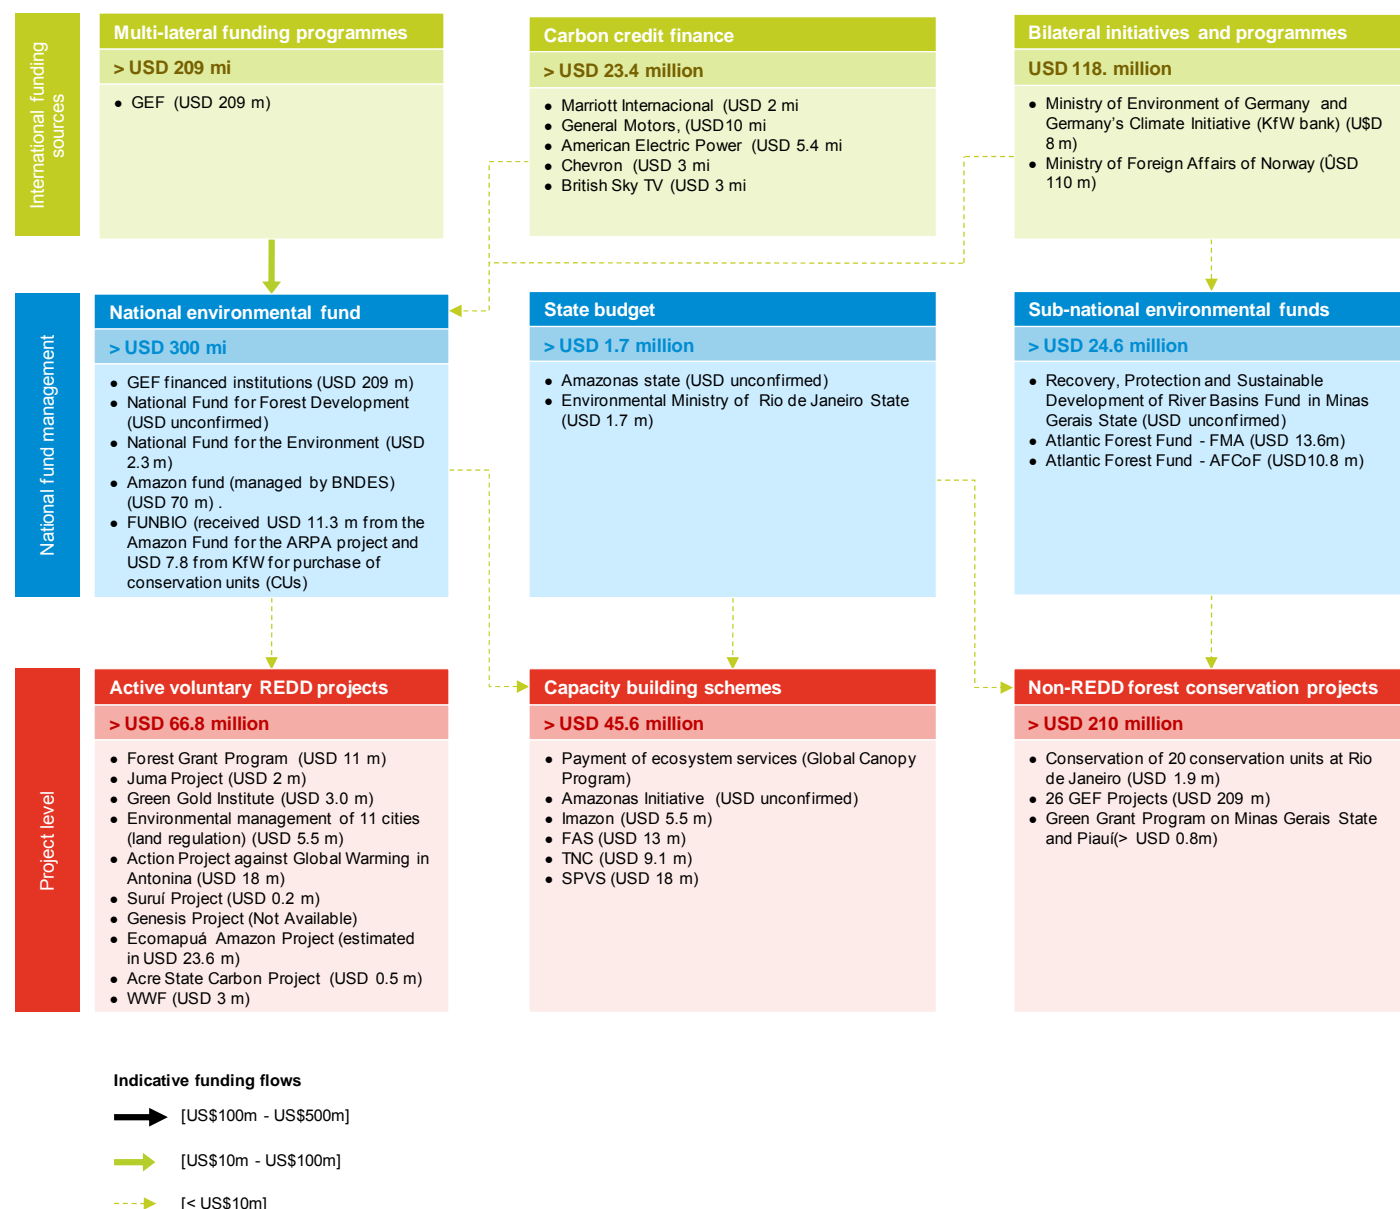 International funding
sources
Multi-lateral funding programmes
> USD 209 mi
● GEF (USD 209 m)
Carbon credit finance
> USD 23.4 million
● Marriott Internacional (USD 2 mi
● General Motors, (USD10 mi
● American Electric Power (USD 5.4 mi
● Chevron (USD 3 mi
● British Sky TV (USD 3 mi
Bilateral initiatives and programmes
USD 118. million
● Ministry of Environment of Germany and
Germany's Climate Initiative (KfW bank) (U$D
8 m)
● Ministry of Foreign Affairs of Norway (ÛSD
110 m)
National fund management
National environmental fund
> USD 300 mi
● GEF financed institutions (USD 209 m)
● National Fund for Forest Development
(USD unconfirmed)
● National Fund for the Environment (USD
2.3 m)
● Amazon fund (managed by BNDES)
(USD 70 m) .
● FUNBIO (received USD 11.3 m from the
Amazon Fund for the ARPA project and
USD 7.8 from KfW for purchase of
conservation units (CUs)
State budget
> USD 1.7 million
● Amazonas state (USD unconfirmed)
● Environmental Ministry of Rio de Janeiro State
(USD 1.7 m)
Sub-national environmental funds
> USD 24.6 million
● Recovery, Protection and Sustainable
Development of River Basins Fund in Minas
Gerais State (USD unconfirmed)
● Atlantic Forest Fund - FMA (USD 13.6m)
● Atlantic Forest Fund - AFCoF (USD10.8 m)
Project level
Active voluntary REDD projects
> USD 66.8 million
● Forest Grant Program (USD 11 m)
● Juma Project (USD 2 m)
● Green Gold Institute (USD 3.0 m)
● Environmental management of 11 cities
(land regulation) (USD 5.5 m)
● Action Project against Global Warming in
Antonina (USD 18 m)
● Suruí Project (USD 0.2 m)
● Genesis Project (Not Available)
● Ecomapuá Amazon Project (estimated
in USD 23.6 m)
● Acre State Carbon Project (USD 0.5 m)
● WWF (USD 3 m)
Capacity building schemes
> USD 45.6 million
● Payment of ecosystem services (Global Canopy
Program)
● Amazonas Initiative (USD unconfirmed)
● Imazon (USD 5.5 m)
● FAS (USD 13 m)
● TNC (USD 9.1 m)
● SPVS (USD 18 m)
Non-REDD forest conservation projects
> USD 210 million
● Conservation of 20 conservation units at Rio
de Janeiro (USD 1.9 m)
● 26 GEF Projects (USD 209 m)
● Green Grant Program on Minas Gerais State
and Piauí(> USD 0.8m)
Indicative funding flows
[US$100m - US$500m]
[US$10m - US$100m]
[< US$10m]